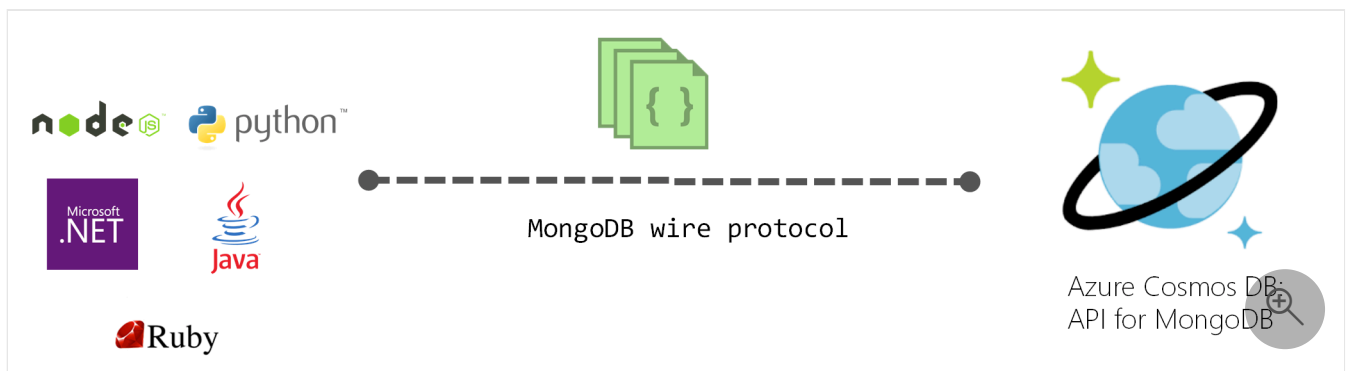 node JS
python™
Microsoft
.NET
Java
Ruby
{ }
MongoDB wire protocol
Azure Cosmos DB:
API for MongoDB